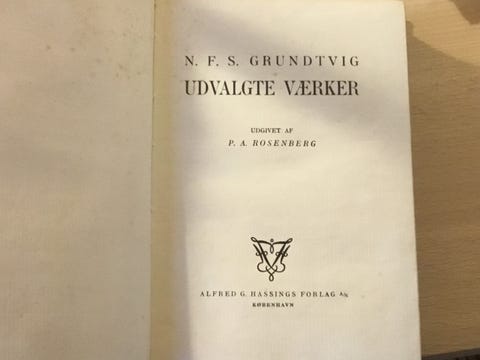 N. F. S. GRUNDTVIG
UDVALGTE VÆRKER
UDGIVET AF
P. A. ROSENBERG
ALFRED G. HASSINGS FORLAG A/S
KØBENHAVN